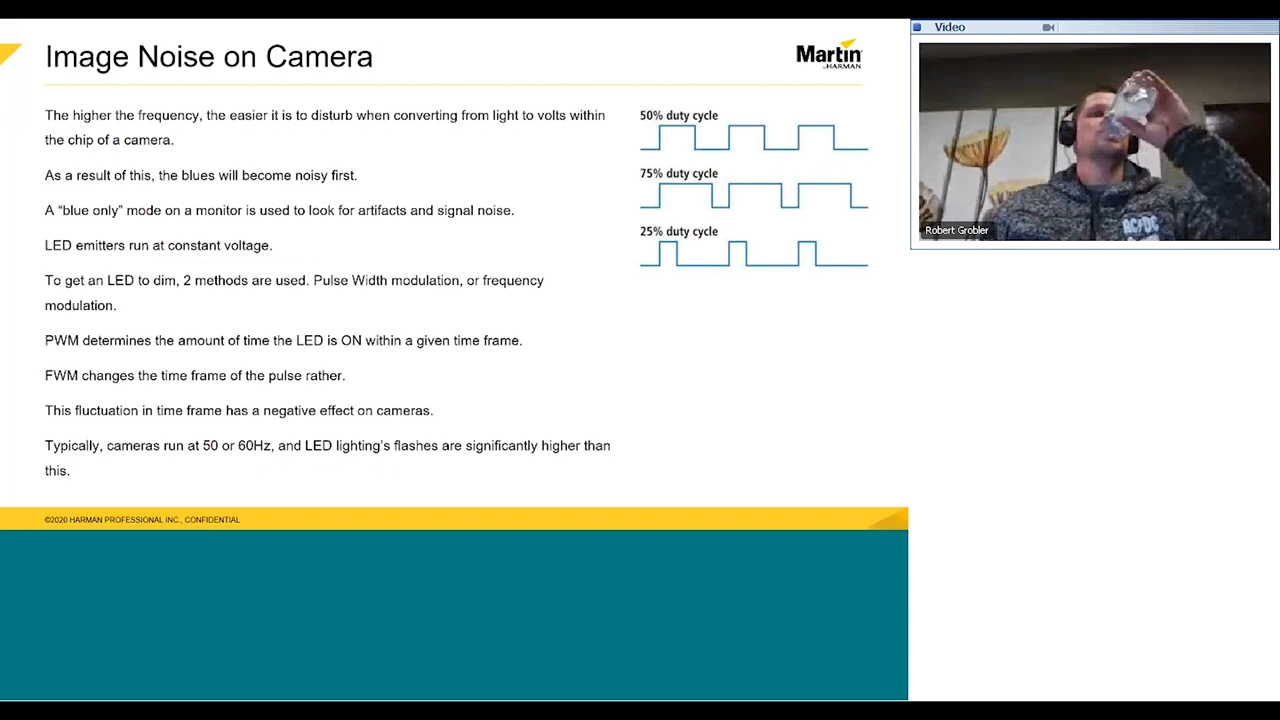 Image Noise on Camera
Martin
by HARMAN
The higher the frequency, the easier it is to disturb when converting from light to volts within
the chip of a camera.
As a result of this, the blues will become noisy first.
A “blue only” mode on a monitor is used to look for artifacts and signal noise.
LED emitters run at constant voltage.
To get an LED to dim, 2 methods are used. Pulse Width modulation, or frequency
modulation.
PWM determines the amount of time the LED is ON within a given time frame.
FWM changes the time frame of the pulse rather.
This fluctuation in time frame has a negative effect on cameras.
Typically, cameras run at 50 or 60Hz, and LED lighting’s flashes are significantly higher than
this.
50% duty cycle
75% duty cycle
25% duty cycle
©2020 HARMAN PROFESSIONAL INC., CONFIDENTIAL
Video
AC/DC
Robert Grobler